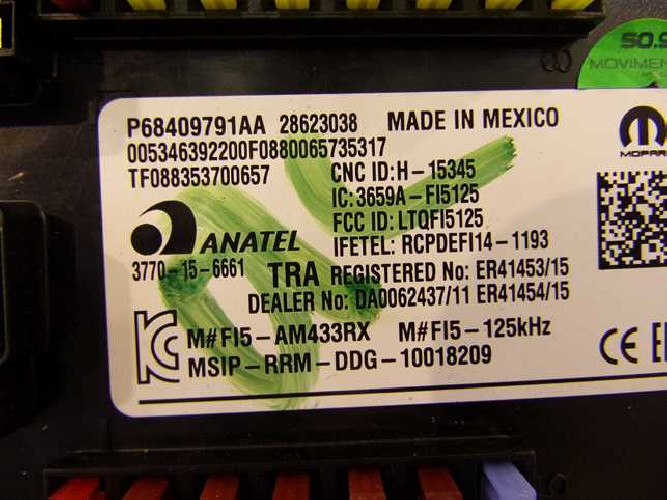 SO.S
MOVIMEN
P68409791AA 28623038 MADE IN MEXICO
005346392200F0880065735317
TF088353700657
CNC ID:H-15345
IC:3659A-FI5125
FCC ID:LTQFI5125
IFETEL: RCPDEFI14-1193
MOPAR
ANATEL
3770-15-6661
TRA REGISTERED No: ER41453/15
DEALER No: DA0062437/11 ER41454/15
M#FI5-AM433RX M#FI5-125kHz
MSIP-RRM-DDG-10018209
CE